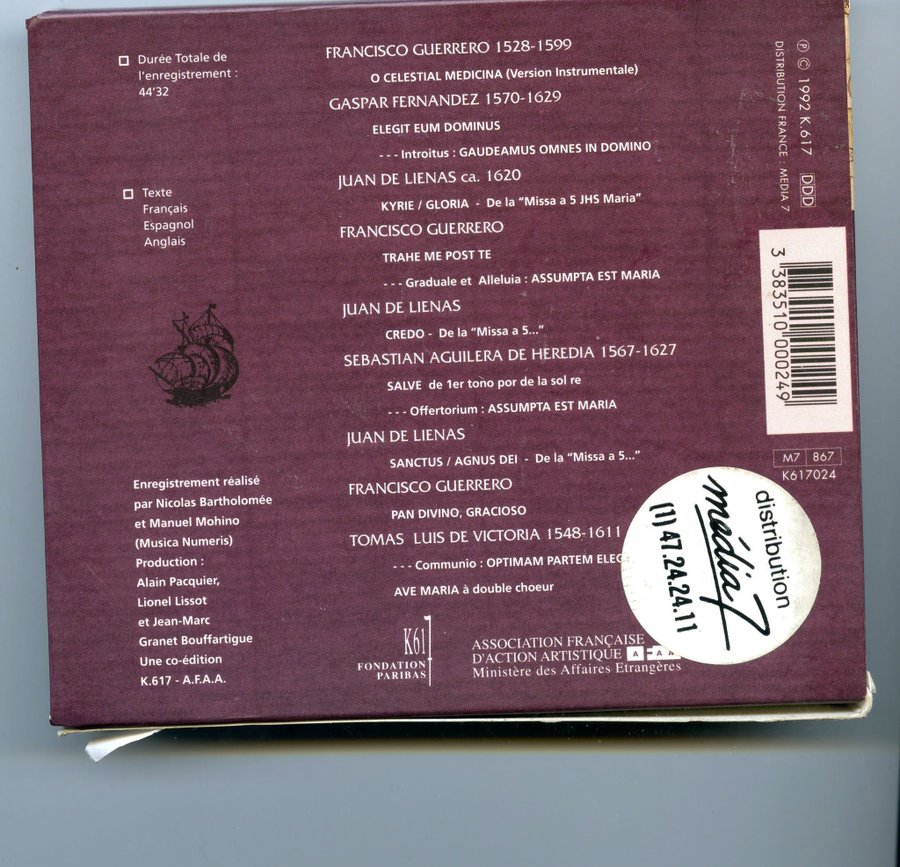 Durée Totale de
l'enregistrement :
44'32
Texte
Français
Espagnol
Anglais
Enregistrement réalisé
par Nicolas Bartholomée
et Manuel Mohino
(Musica Numeris)
Production :
Alain Pacquier,
Lionel Lissot
et Jean-Marc
Granet Bouffartigue
Une co-édition
K.617 - A.F.A.A.
FRANCISCO GUERRERO 1528-1599
O CELESTIAL MEDICINA (Version Instrumentale)
GASPAR FERNANDEZ 1570-1629
ELEGIT EUM DOMINUS
- - - Introitus : GAUDEAMUS OMNES IN DOMINO
JUAN DE LIENAS ca. 1620
KYRIE / GLORIA - De la "Missa a 5 JHS Maria"
FRANCISCO GUERRERO
TRAHE ME POST TE
- - - Graduale et Alleluia : ASSUMPTA EST MARIA
JUAN DE LIENAS
CREDO - De la "Missa a 5..."
SEBASTIAN AGUILERA DE HEREDIA 1567-1627
SALVE de 1er tono por de la sol re
- - - Offertorium : ASSUMPTA EST MARIA
JUAN DE LIENAS
SANCTUS / AGNUS DEI - De la "Missa a 5..."
FRANCISCO GUERRERO
PAN DIVINO, GRACIOSO
TOMAS LUIS DE VICTORIA 1548-1611
- - - Communio : OPTIMAM PARTEM
AVE MARIA à double choeur
K61
FONDATION
PARIBAS
ASSOCIATION FRANÇAISE
D'ACTION ARTISTIQUE
Ministère des Affaires Etrangères
℗ © 1992 K.617 DDD
DISTRIBUTION FRANCE : MEDIA 7
3 383510 000249
M7 867
K617024
distribution
média 7
(1) 47.24.24.11